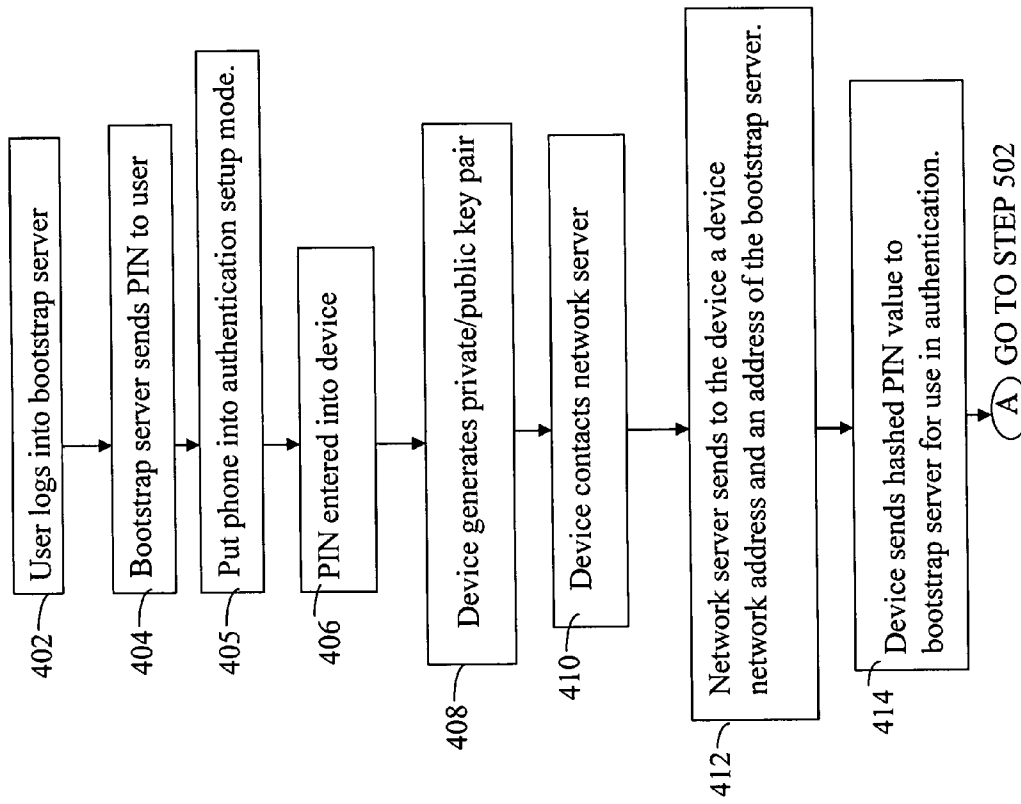 402
User logs into bootstrap server
404
Bootstrap server sends PIN to user
405
Put phone into authentication setup mode.
406
PIN entered into device
408
Device generates private/public key pair
410
Device contacts network server
412
Network server sends to the device a device
network address and an address of the bootstrap server.
414
Device sends hashed PIN value to
bootstrap server for use in authentication.
A GO TO STEP 502